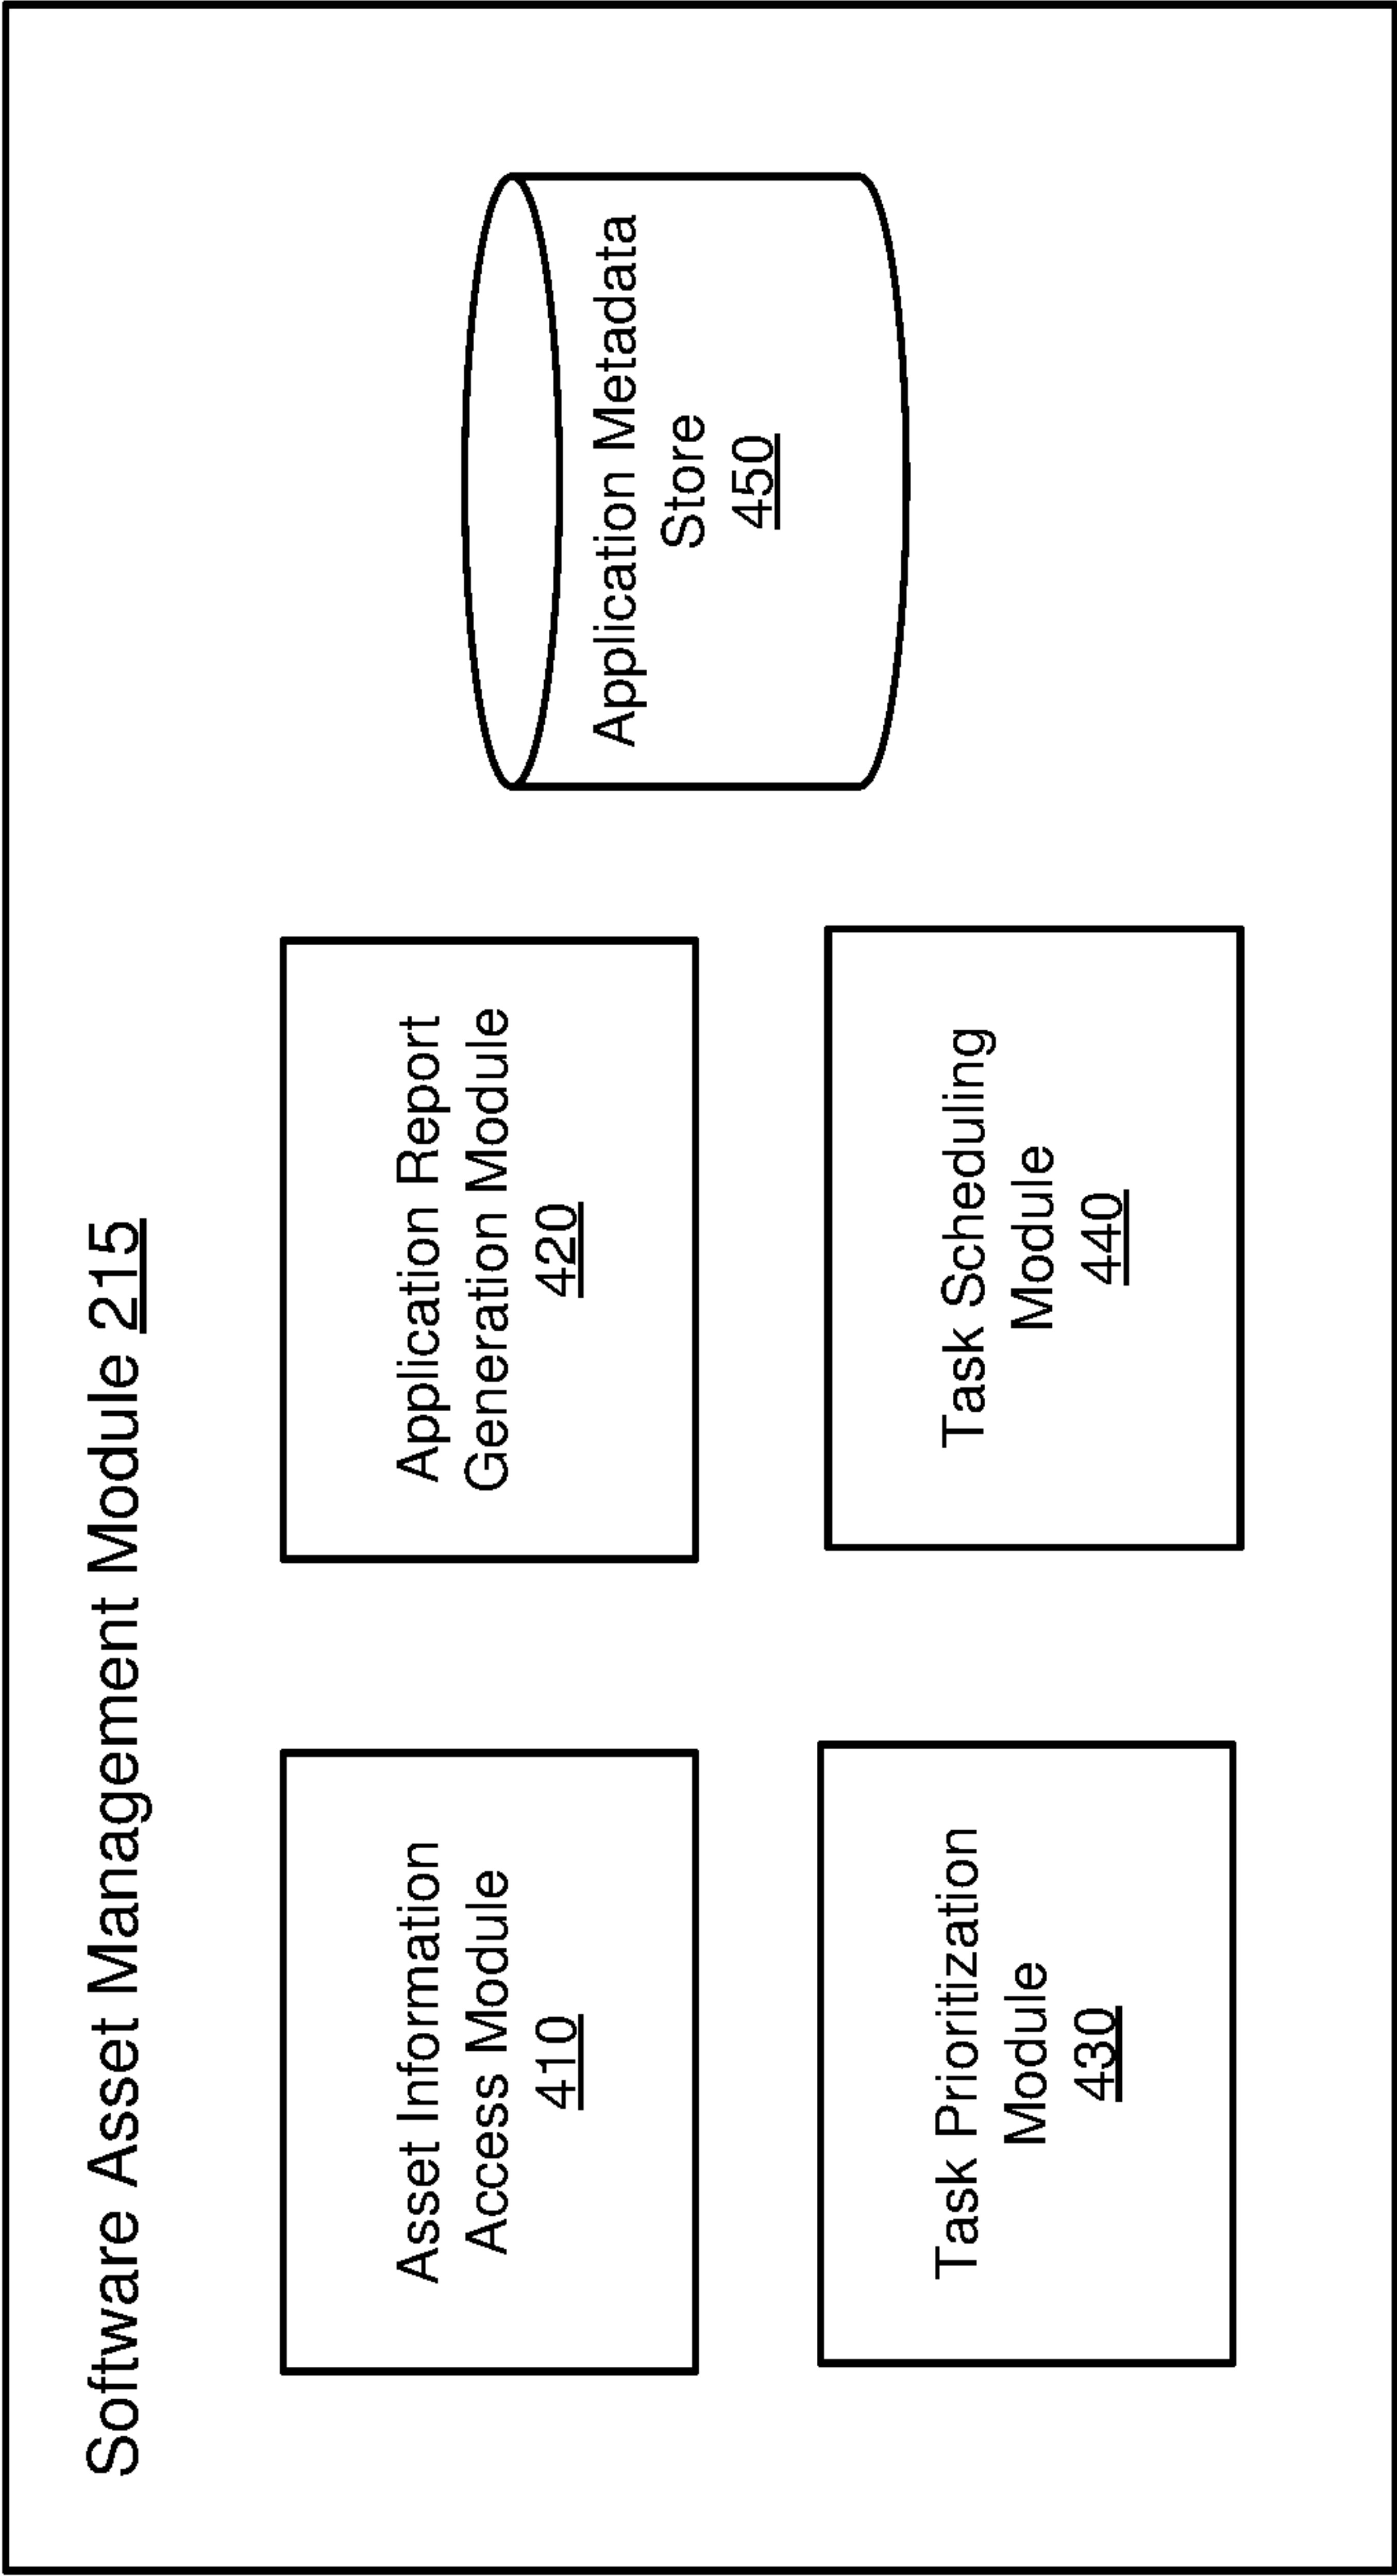 Software Asset Management Module 215
Asset Information
Access Module
410
Application Report
Generation Module
420
Task Prioritization
Module
430
Task Scheduling
Module
440
Application Metadata
Store
450